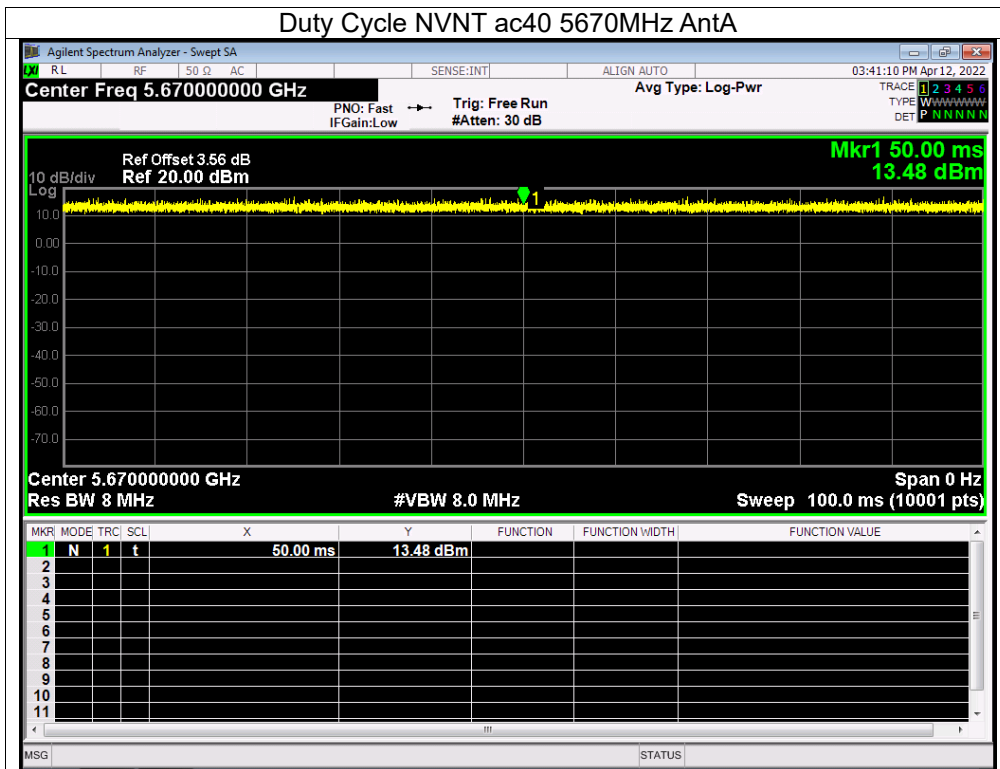 Duty Cycle NVNT ac40 5670MHz AntA
Agilent Spectrum Analyzer - Swept SA
LXI RL RF 50 Ω AC SENSE:INT ALIGN AUTO 03:41:10 PM Apr 12, 2022
Center Freq 5.670000000 GHz Avg Type: Log-Pwr TRACE 1 2 3 4 5 6
PNO: Fast Trig: Free Run TYPE WWWWWWW
IFGain:Low #Atten: 30 dB DET P N N N N N
Mkr1 50.00 ms
Ref Offset 3.56 dB
10 dB/div Ref 20.00 dBm 13.48 dBm
Log
1
10.0
0.00
-10.0
-20.0
-30.0
-40.0
-50.0
-60.0
-70.0
Center 5.670000000 GHz Span 0 Hz
Res BW 8 MHz #VBW 8.0 MHz Sweep 100.0 ms (10001 pts)
MKR MODE TRC SCL X Y FUNCTION FUNCTION WIDTH FUNCTION VALUE
1 N 1 t 50.00 ms 13.48 dBm
2
3
4
5
6
7
8
9
10
11
MSG STATUS